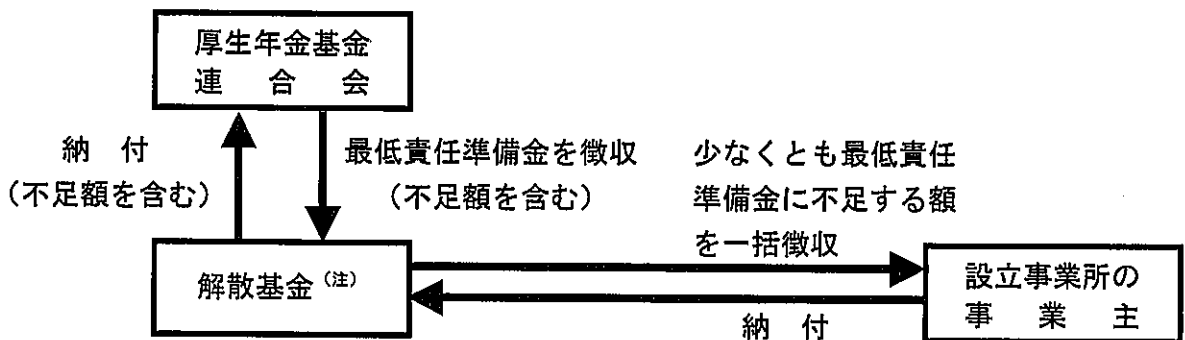 厚生年金基金
連合会
納付
（不足額を含む）
最低責任準備金を徴収
（不足額を含む）
少なくとも最低責任
準備金に不足する額
を一括徴収
解散基金（注）
設立事業所の
事業主
納付